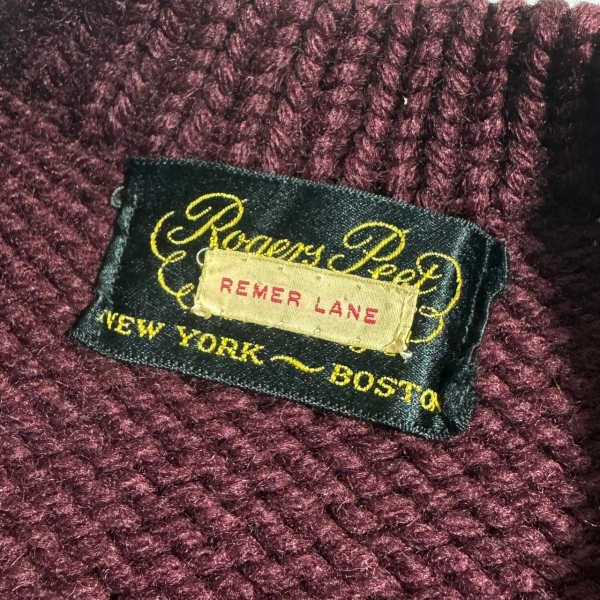 Rogers Peet
REMER LANE
NEW YORK ~ BOSTON